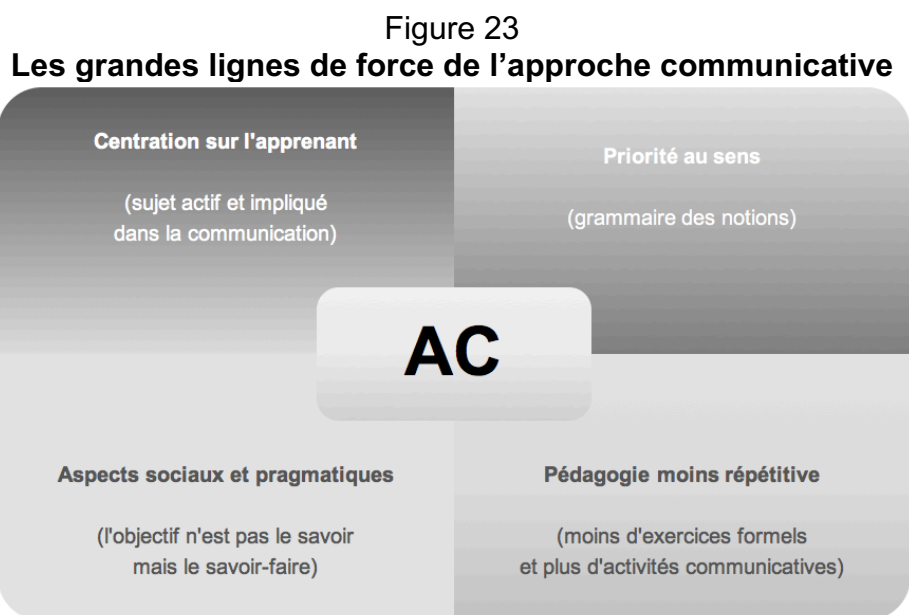 Figure 23
Les grandes lignes de force de l’approche communicative
Centration sur l'apprenant
(sujet actif et impliqué
dans la communication)
Priorité au sens
(grammaire des notions)
AC
Aspects sociaux et pragmatiques
(l'objectif n'est pas le savoir
mais le savoir-faire)
Pédagogie moins répétitive
(moins d'exercices formels
et plus d'activités communicatives)